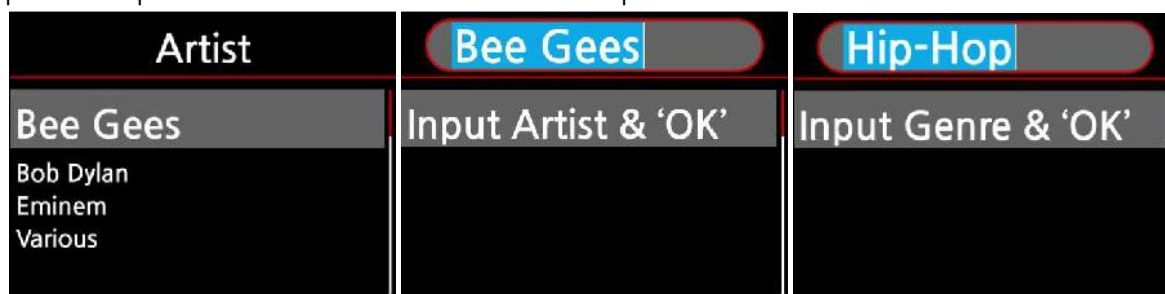 Artist
Bee Gees
Bob Dylan
Eminem
Various
Bee Gees
Input Artist & ‘OK’
Hip-Hop
Input Genre & ‘OK’